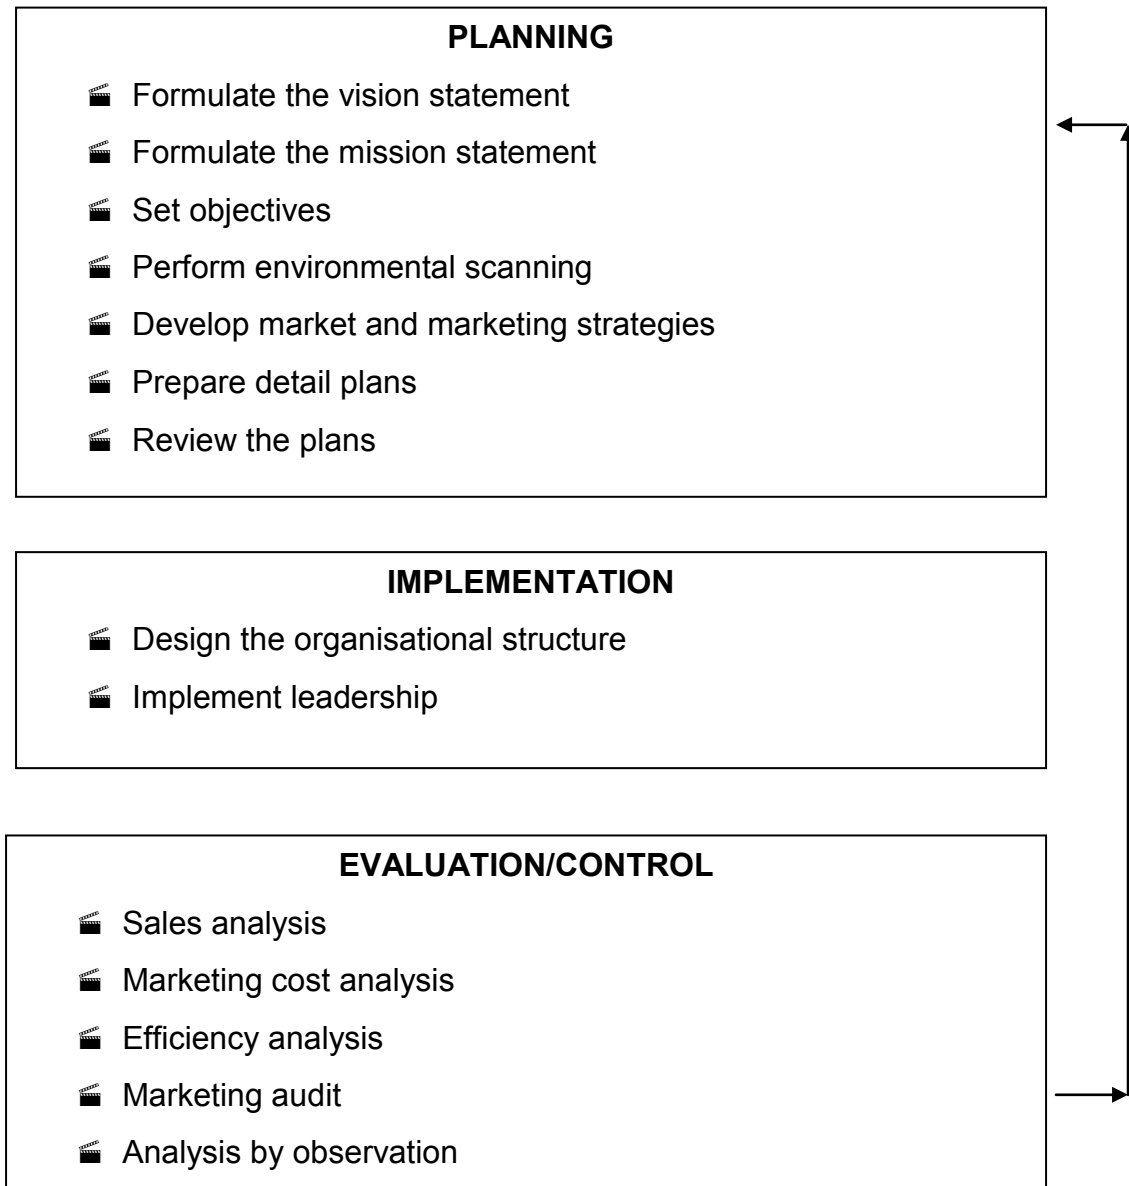 PLANNING
Formulate the vision statement
Formulate the mission statement
Set objectives
Perform environmental scanning
Develop market and marketing strategies
Prepare detail plans
Review the plans
IMPLEMENTATION
Design the organisational structure
Implement leadership
EVALUATION/CONTROL
Sales analysis
Marketing cost analysis
Efficiency analysis
Marketing audit
Analysis by observation